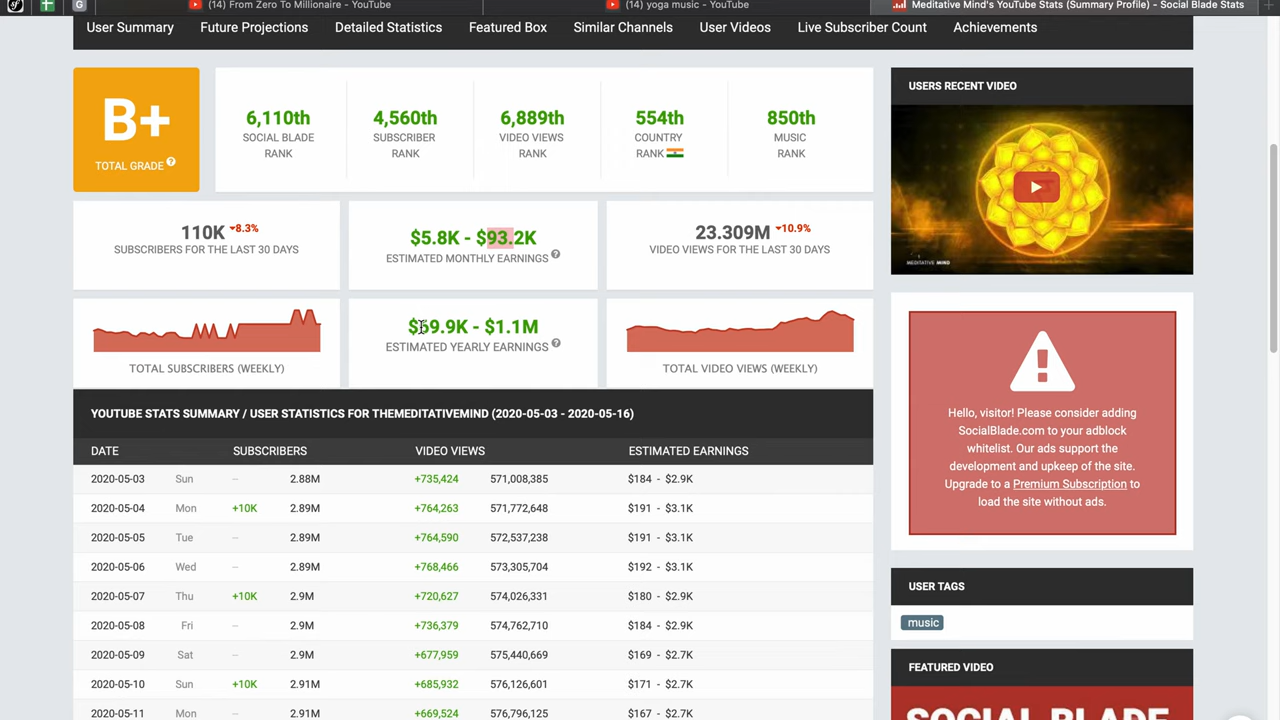 (14) From Zero To Millionaire - YouTube
(14) yoga music - YouTube
Meditative Mind's YouTube Stats (Summary Profile) - Social Blade Stats
User Summary
Future Projections
Detailed Statistics
Featured Box
Similar Channels
User Videos
Live Subscriber Count
Achievements
B+
TOTAL GRADE ?
6,110th
SOCIAL BLADE
RANK
4,560th
SUBSCRIBER
RANK
6,889th
VIDEO VIEWS
RANK
554th
COUNTRY
RANK
850th
MUSIC
RANK
110K 8.3%
SUBSCRIBERS FOR THE LAST 30 DAYS
$5.8K - $93.2K
ESTIMATED MONTHLY EARNINGS ?
23.309M 10.9%
VIDEO VIEWS FOR THE LAST 30 DAYS
TOTAL SUBSCRIBERS (WEEKLY)
$69.9K - $1.1M
ESTIMATED YEARLY EARNINGS ?
TOTAL VIDEO VIEWS (WEEKLY)
YOUTUBE STATS SUMMARY / USER STATISTICS FOR THEMEDITATIVEMIND (2020-05-03 - 2020-05-16)
DATE SUBSCRIBERS VIDEO VIEWS ESTIMATED EARNINGS
2020-05-03 Sun – 2.88M +735,424 571,008,385 $184 - $2.9K
2020-05-04 Mon +10K 2.89M +764,263 571,772,648 $191 - $3.1K
2020-05-05 Tue – 2.89M +764,590 572,537,238 $191 - $3.1K
2020-05-06 Wed – 2.89M +768,466 573,305,704 $192 - $3.1K
2020-05-07 Thu +10K 2.9M +720,627 574,026,331 $180 - $2.9K
2020-05-08 Fri – 2.9M +736,379 574,762,710 $184 - $2.9K
2020-05-09 Sat – 2.9M +677,959 575,440,669 $169 - $2.7K
2020-05-10 Sun +10K 2.91M +685,932 576,126,601 $171 - $2.7K
2020-05-11 Mon – 2.91M +669,524 576,796,125 $167 - $2.7K
USERS RECENT VIDEO
MEDITATIVE MIND
Hello, visitor! Please consider adding
SocialBlade.com to your adblock
whitelist. Our ads support the
development and upkeep of the site.
Upgrade to a Premium Subscription to
load the site without ads.
USER TAGS
music
FEATURED VIDEO
SOCIAL BLADE